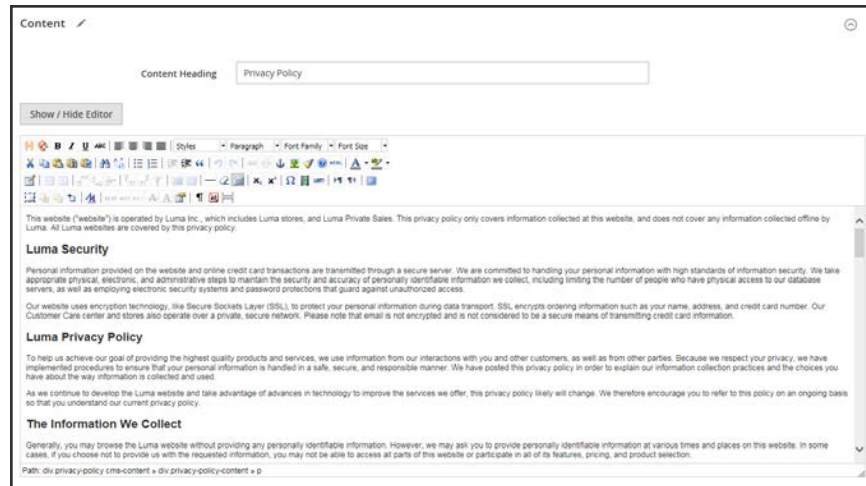 Content
Content Heading
Privacy Policy
Show / Hide Editor
B I U ABC Styles Paragraph Font Family Font Size
This website ("website") is operated by Luma Inc., which includes Luma stores, and Luma Private Sales. This privacy policy only covers information collected at this website, and does not cover any information collected offline by
Luma. All Luma websites are covered by this privacy policy.
Luma Security
Personal information provided on the website and online credit card transactions are transmitted through a secure server. We are committed to handling your personal information with high standards of information security. We take
appropriate physical, electronic, and administrative steps to maintain the security and accuracy of personally identifiable information we collect, including limiting the number of people who have physical access to our database
servers, as well as employing electronic security systems and password protections that guard against unauthorized access.
Our website uses encryption technology, like Secure Sockets Layer (SSL), to protect your personal information during data transport. SSL encrypts ordering information such as your name, address, and credit card number. Our
Customer Care center and stores also operate over a private, secure network. Please note that email is not encrypted and is not considered to be a secure means of transmitting credit card information.
Luma Privacy Policy
To help us achieve our goal of providing the highest quality products and services, we use information from our interactions with you and other customers, as well as from other parties. Because we respect your privacy, we have
implemented procedures to ensure that your personal information is handled in a safe, secure, and responsible manner. We have posted this privacy policy in order to explain our information collection practices and the choices you
have about the way information is collected and used.
As we continue to develop the Luma website and take advantage of advances in technology to improve the services we offer, this privacy policy likely will change. We therefore encourage you to refer to this policy on an ongoing basis
so that you understand our current privacy policy.
The Information We Collect
Generally, you may browse the Luma website without providing any personally identifiable information. However, we may ask you to provide personally identifiable information at various times and places on this website. In some
cases, if you choose not to provide us with the requested information, you may not be able to access all parts of this website or participate in all of its features, pricing, and product selection.
Path: div.privacy-policy cms-content » div.privacy-policy-content » p